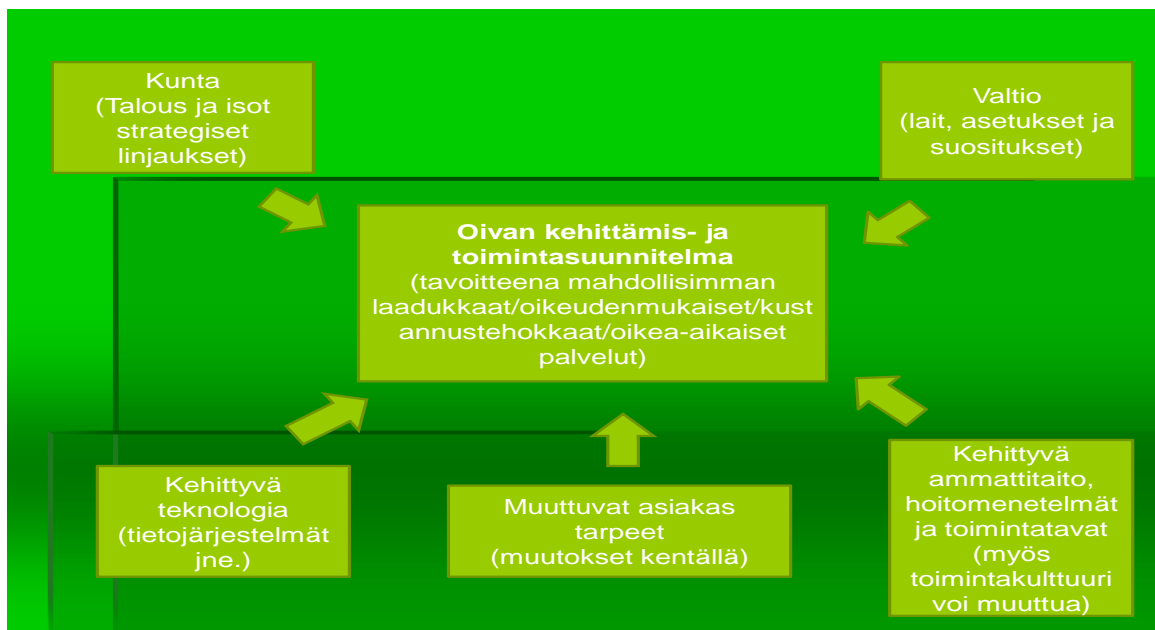 Kunta
(Talous ja isot
strategiset
linjaukset)
Valtio
(lait, asetukset ja
suositukset)
Oivan kehittämis- ja
toimintasuunnitelma
(tavoitteena mahdollisimman
laadukkaat/oikeudenmukaiset/kust
annustehokkaat/oikea-aikaiset
palvelut)
Kehittyvä
teknologia
(tietojärjestelmät
jne.)
Muuttuvat asiakas
tarpeet
(muutokset kentällä)
Kehittyvä
ammattitaito,
hoitomenetelmät
ja toimintatavat
(myös
toimintakulttuuri
voi muuttua)